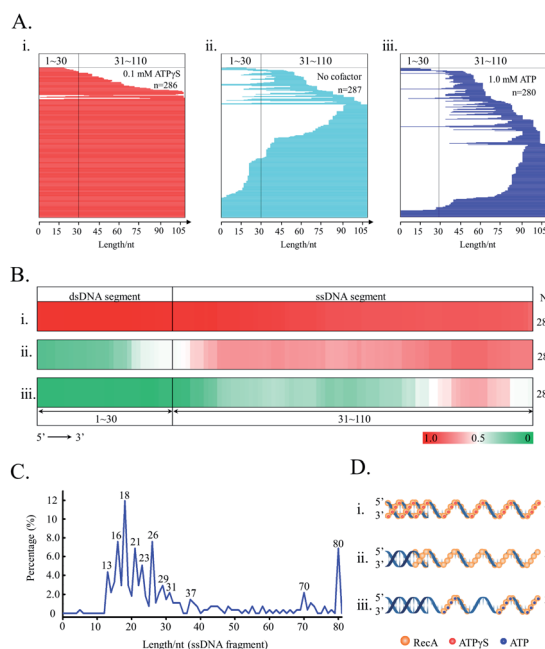 A.
i.
ii.
iii.
1~30
31~110
1~30
31~110
1~30
31~110
0.1 mM ATPγS
n=286
No cofactor
n=287
1.0 mM ATP
n=280
0 15 30 45 60 75 90 105
0 15 30 45 60 75 90 105
0 15 30 45 60 75 90 105
Length/nt
Length/nt
Length/nt
B.
dsDNA segment
ssDNA segment
N
i.
28
ii.
28
iii.
28
1~30
31~110
5’ 3’
1.0 0.5 0
C.
Percentage (%)
12
10
8
6
4
2
0
13
16
18
21
23
26
29
31
37
70
80
0 10 20 30 40 50 60 70 80
Length/nt (ssDNA fragment)
D.
i.
5’
3’
ii.
5’
3’
iii.
5’
3’
RecA
ATPγS
ATP